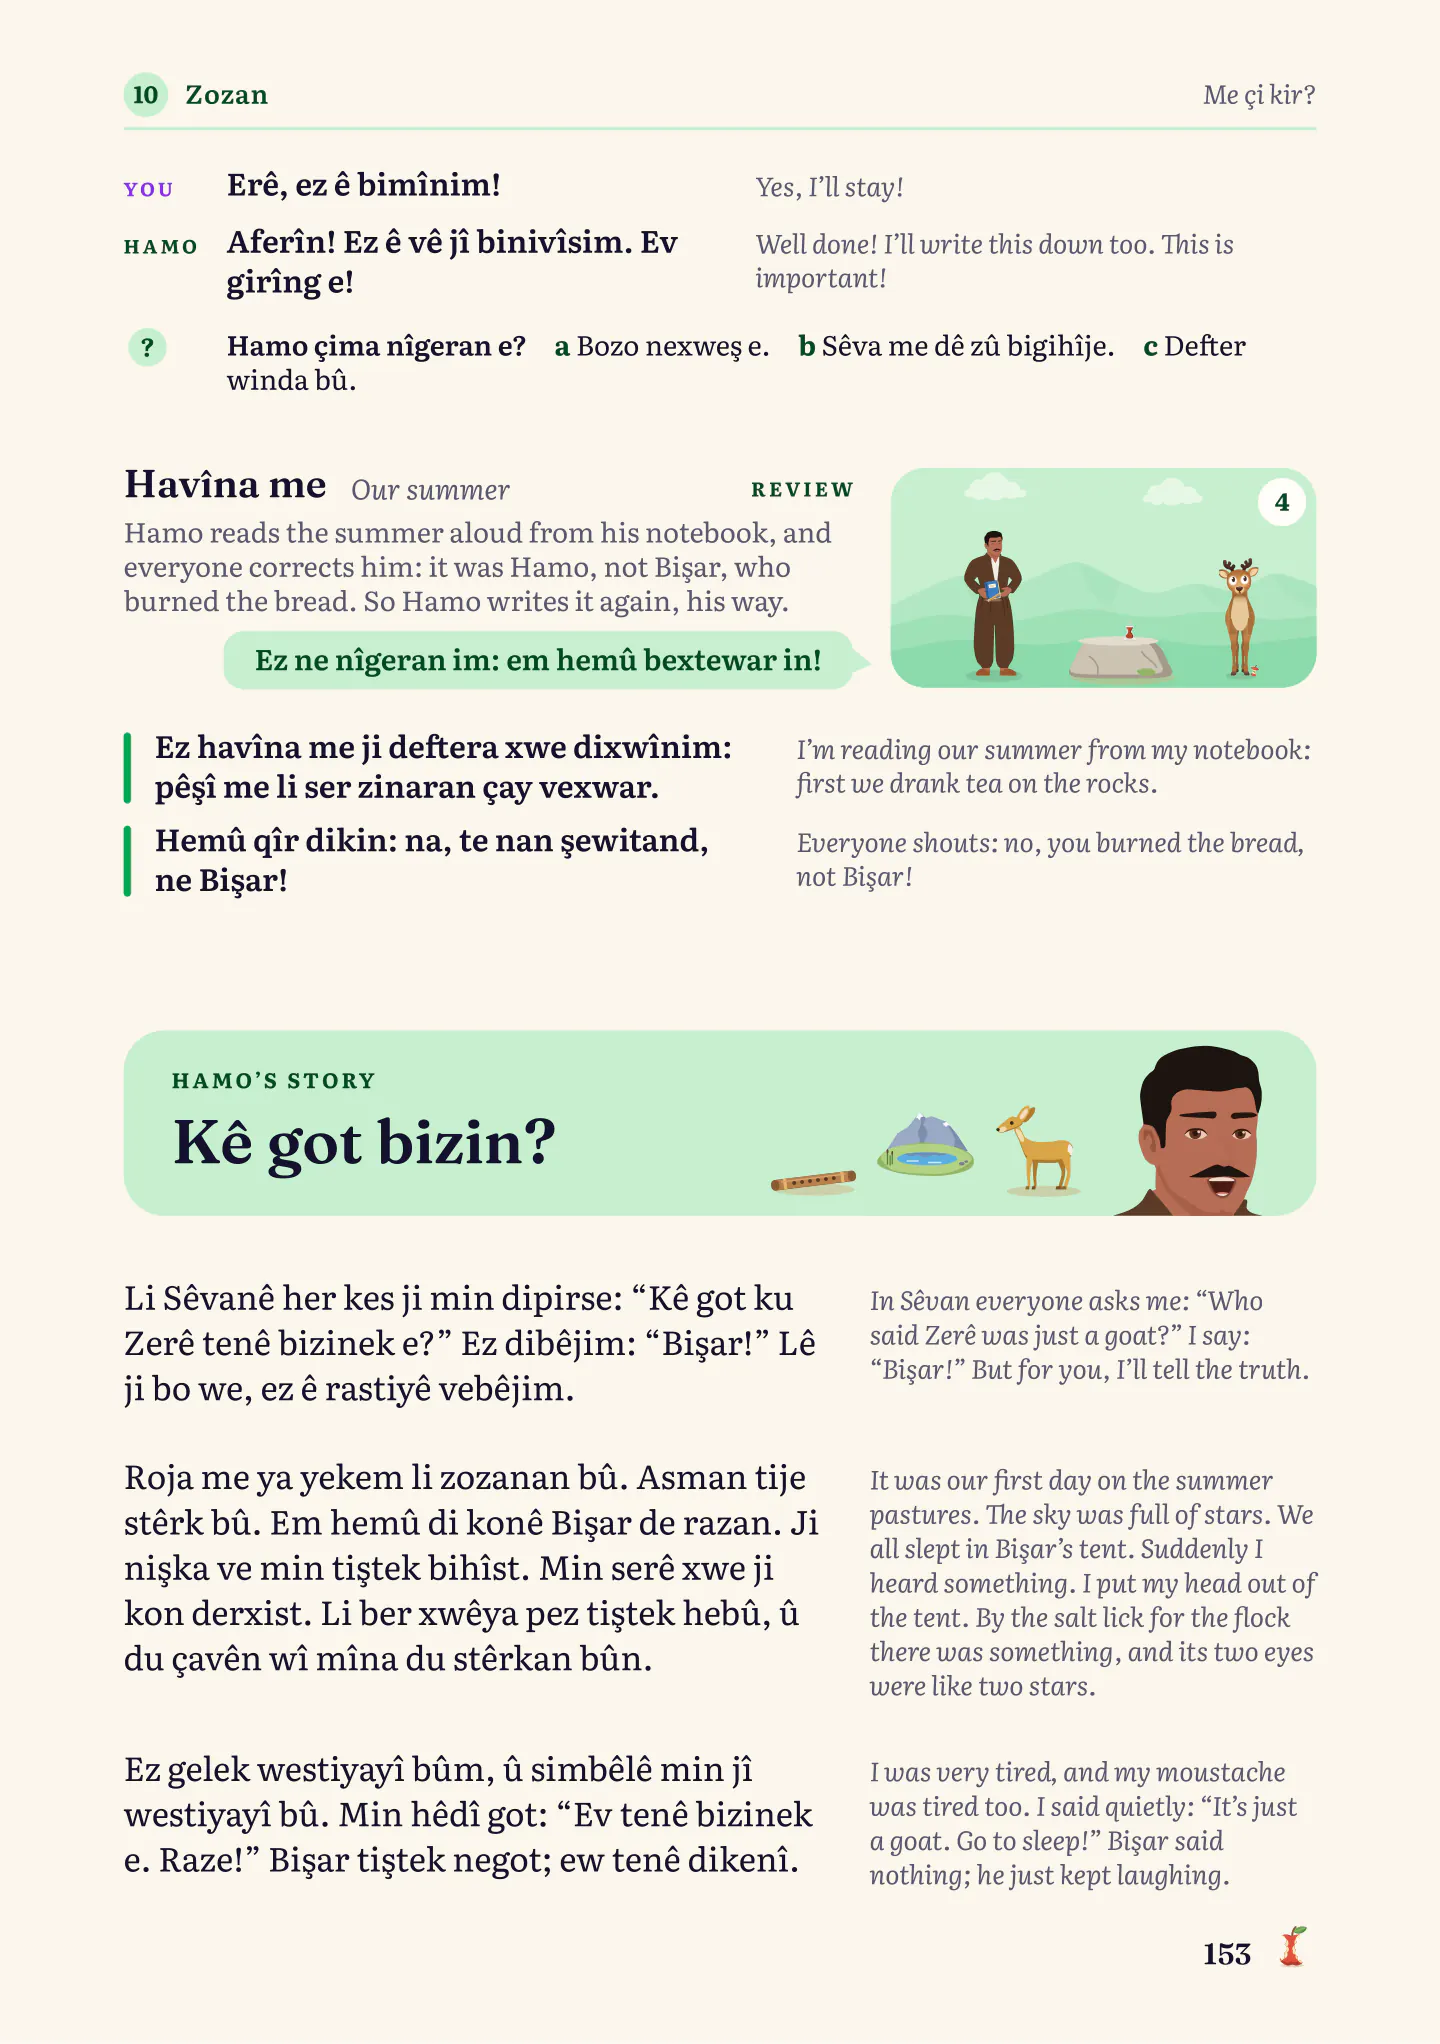 10 Zozan
Me çi kir?
YOU
Erê, ez ê bimînim!
Yes, I’ll stay!
HAMO
Aferîn! Ez ê vê jî binivîsim. Ev
girîng e!
Well done! I’ll write this down too. This is
important!
? Hamo çima nîgeran e? a Bozo nexweş e. b Sêva me dê zû bigihîje. c Defter
winda bû.
Havîna me Our summer REVIEW
Hamo reads the summer aloud from his notebook, and
everyone corrects him: it was Hamo, not Bişar, who
burned the bread. So Hamo writes it again, his way.
Ez ne nîgeran im: em hemû bextewar in!
4
Ez havîna me ji deftera xwe dixwînim:
pêşî me li ser zinaran çay vexwar.
I’m reading our summer from my notebook:
first we drank tea on the rocks.
Hemû qîr dikin: na, te nan şewitand,
ne Bişar!
Everyone shouts: no, you burned the bread,
not Bişar!
HAMO’S STORY
Kê got bizin?
Li Sêvanê her kes ji min dipirse: “Kê got ku
Zerê tenê bizinek e?” Ez dibêjim: “Bişar!” Lê
ji bo we, ez ê rastiyê vebêjim.
In Sêvan everyone asks me: “Who
said Zerê was just a goat?” I say:
“Bişar!” But for you, I’ll tell the truth.
Roja me ya yekem li zozanan bû. Asman tije
stêrk bû. Em hemû di konê Bişar de razan. Ji
nişka ve min tiştek bihîst. Min serê xwe ji
kon derxist. Li ber xwêya pez tiştek hebû, û
du çavên wî mîna du stêrkan bûn.
It was our first day on the summer
pastures. The sky was full of stars. We
all slept in Bişar’s tent. Suddenly I
heard something. I put my head out of
the tent. By the salt lick for the flock
there was something, and its two eyes
were like two stars.
Ez gelek westiyayî bûm, û simbêlê min jî
westiyayî bû. Min hêdî got: “Ev tenê bizinek
e. Raze!” Bişar tiştek negot; ew tenê dikenî.
I was very tired, and my moustache
was tired too. I said quietly: “It’s just
a goat. Go to sleep!” Bişar said
nothing; he just kept laughing.
153